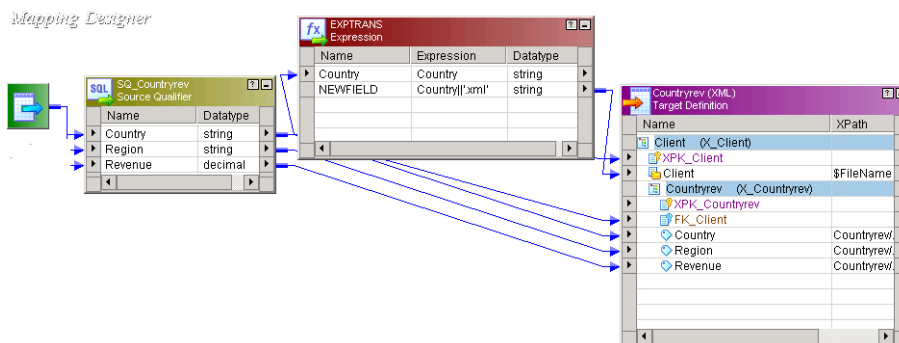 Mapping Designer
SQL SQ_Countryrev
Source Qualifier
Name Datatype
Country string
Region string
Revenue decimal
fx EXPTRANS
Expression
Name Expression Datatype
Country Country string
NEWFIELD Country||'.xml' string
Countryrev (XML)
Target Definition
Name XPath
Client (X_Client)
XPK_Client
Client $FileName
Countryrev (X_Countryrev)
XPK_Countryrev
FK_Client
Country Countryrev/.
Region Countryrev/.
Revenue Countryrev/.